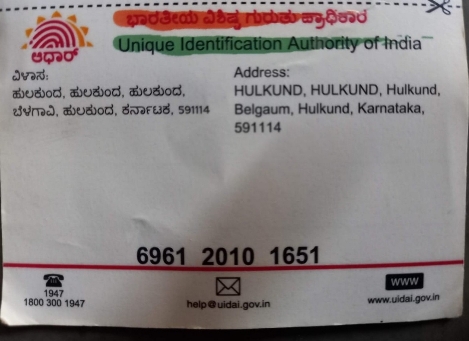 ಭಾರತೀಯ ವಿಶಿಷ್ಟ ಗುರುತು ಪ್ರಾಧಿಕಾರ
Unique Identification Authority of India
ಆಧಾರ್
ವಿಳಾಸ:
ಹುಲಕುಂದ, ಹುಲಕುಂದ, ಹುಲಕುಂದ,
ಬೆಳಗಾವಿ, ಹುಲಕುಂದ, ಕರ್ನಾಟಕ, 591114
Address:
HULKUND, HULKUND, Hulkund,
Belgaum, Hulkund, Karnataka,
591114
6961 2010 1651
1947
1800 300 1947
help@uidai.gov.in
WWW
www.uidai.gov.in